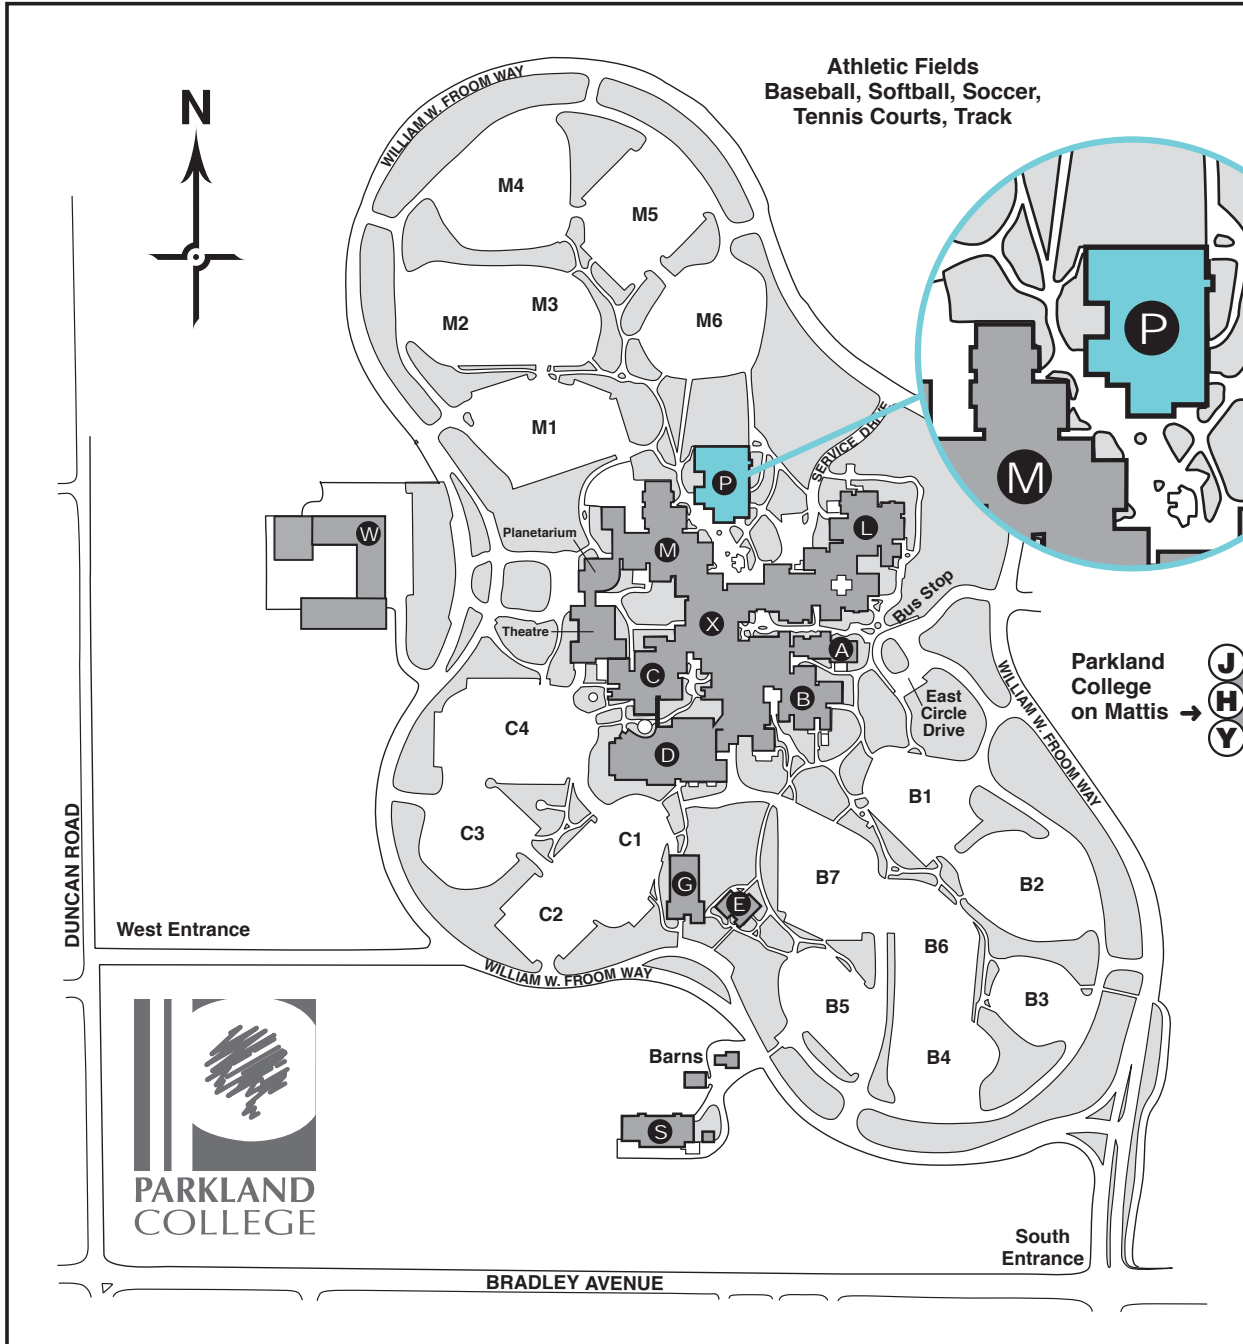 Athletic Fields
Baseball, Softball, Soccer,
Tennis Courts, Track
N
WILLIAM W. FROOM WAY
M4
M5
M3
M2
M6
M1
SERVICE DRIVE
P
M
P
W
Planetarium
L
M
Bus Stop
Theatre
X
A
C
B
East
Circle
Drive
WILLIAM W. FROOM WAY
Parkland
College
on Mattis
J
H
Y
C4
D
B1
C3
C1
DUNCAN ROAD
G
B7
B2
E
C2
West Entrance
B6
WILLIAM W. FROOM WAY
B5
B3
Barns
B4
S
PARKLAND
COLLEGE
South
Entrance
BRADLEY AVENUE